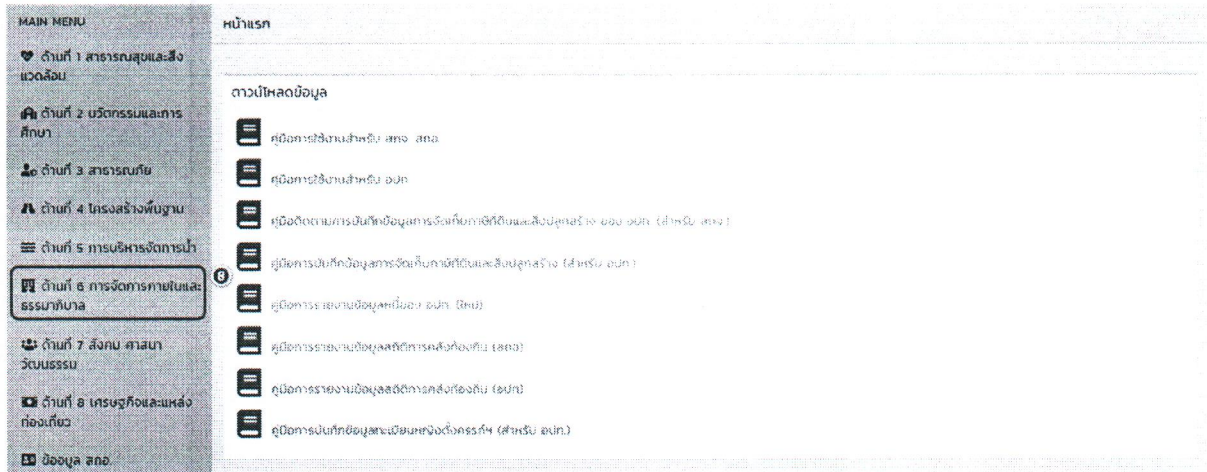 MAIN MENU
ด้านที่ 1 สาธารณสุขและสิ่ง
แวดล้อม
ด้านที่ 2 นวัตกรรมและการ
ศึกษา
ด้านที่ 3 สาธารณภัย
ด้านที่ 4 โครงสร้างพื้นฐาน
ด้านที่ 5 การบริหารจัดการน้ำ
ด้านที่ 6 การจัดการภายในและ
ธรรมาภิบาล
ด้านที่ 7 สังคม ศาสนา
วัฒนธรรม
ด้านที่ 8 เศรษฐกิจและแหล่ง
ท่องเที่ยว
ข้อมูล สถอ.
หน้าแรก
ดาวน์โหลดข้อมูล
คู่มือการใช้งานสำหรับ สถจ. สถอ.
คู่มือการใช้งานสำหรับ อปท.
คู่มือติดตามการบันทึกข้อมูลการจัดเก็บภาษีที่ดินและสิ่งปลูกสร้าง ของ อปท. (สำหรับ สถจ.)
คู่มือการบันทึกข้อมูลการจัดเก็บภาษีที่ดินและสิ่งปลูกสร้าง (สำหรับ อปท.)
คู่มือการรายงานข้อมูลหนี้ของ อปท. (ใหม่)
คู่มือการรายงานข้อมูลสถิติการคลังท้องถิ่น (สถอ)
คู่มือการรายงานข้อมูลสถิติการคลังท้องถิ่น (อปท)
คู่มือการบันทึกข้อมูลทะเบียนหญิงตั้งครรภ์ฯ (สำหรับ อปท.)